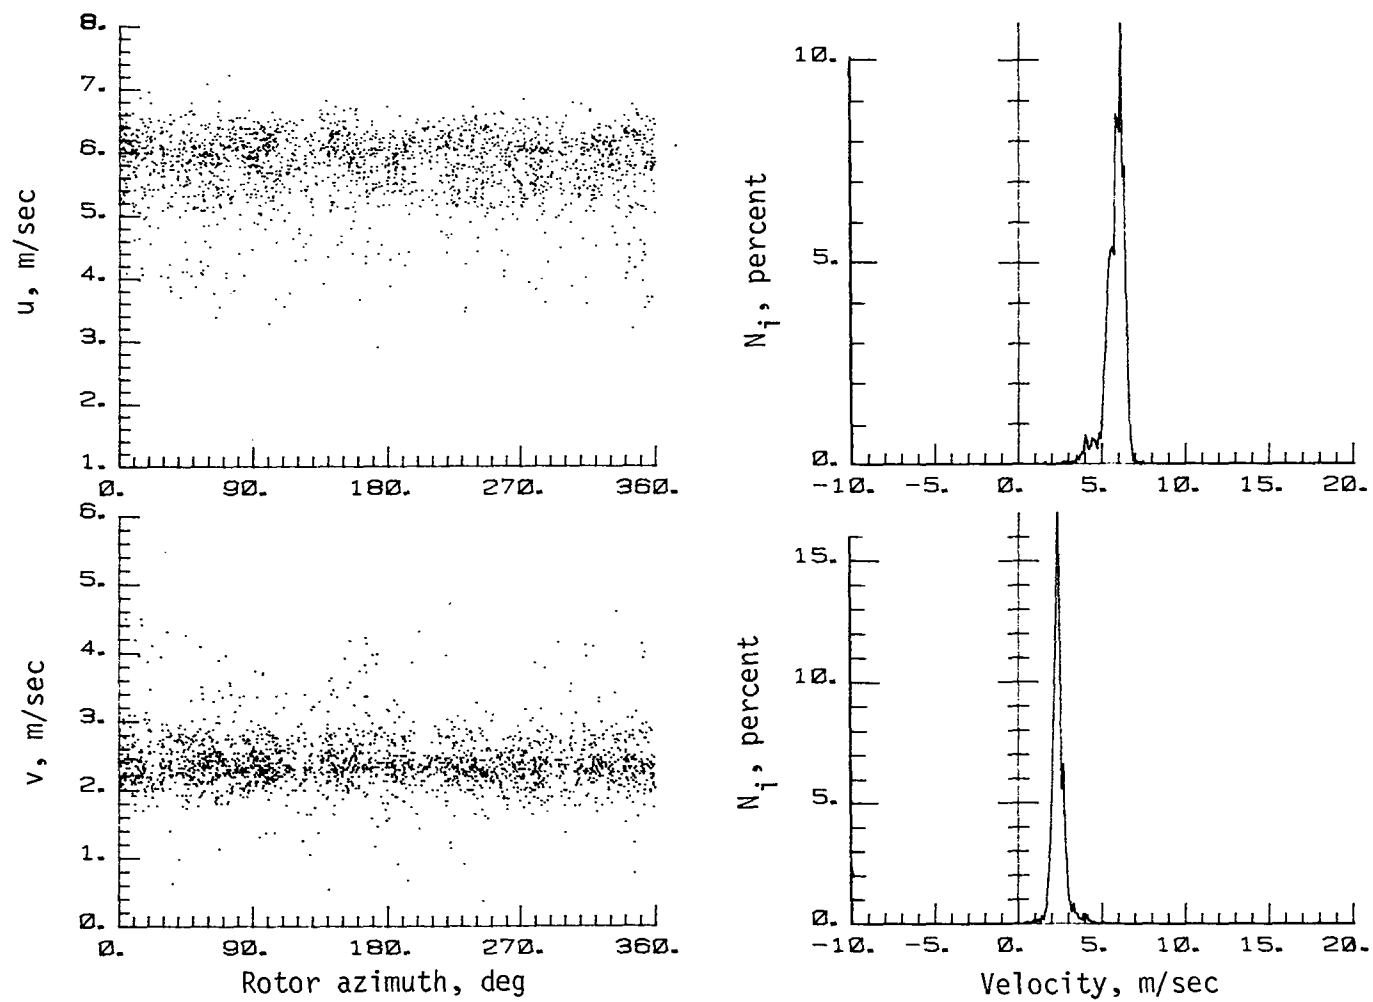 8.
7.
6.
5.
4.
3.
2.
1.
u, m/sec
0. 90. 180. 270. 360.
10.
5.
0.
N_i, percent
-10. -5. 0. 5. 10. 15. 20.
6.
5.
4.
3.
2.
1.
0.
v, m/sec
0. 90. 180. 270. 360.
Rotor azimuth, deg
15.
10.
5.
0.
N_i, percent
-10. -5. 0. 5. 10. 15. 20.
Velocity, m/sec